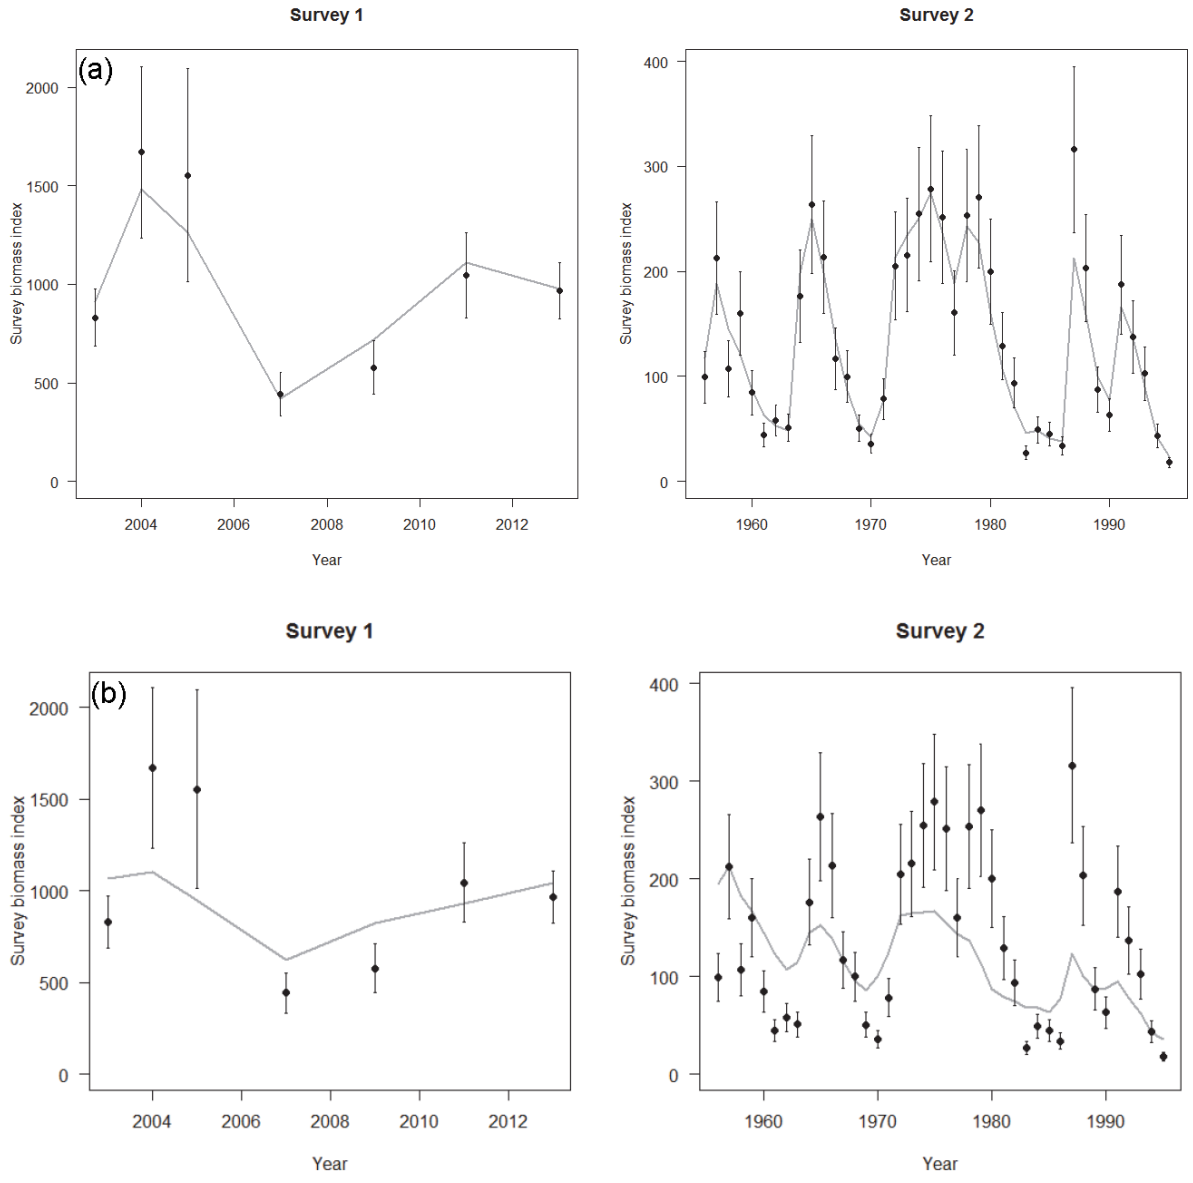 Survey 1
Survey 2
(a)
Survey biomass index
2000
1500
1000
500
0
2004 2006 2008 2010 2012
Year
Survey biomass index
400
300
200
100
0
1960 1970 1980 1990
Year
Survey 1
Survey 2
(b)
Survey biomass index
2000
1500
1000
500
0
2004 2006 2008 2010 2012
Year
Survey biomass index
400
300
200
100
0
1960 1970 1980 1990
Year